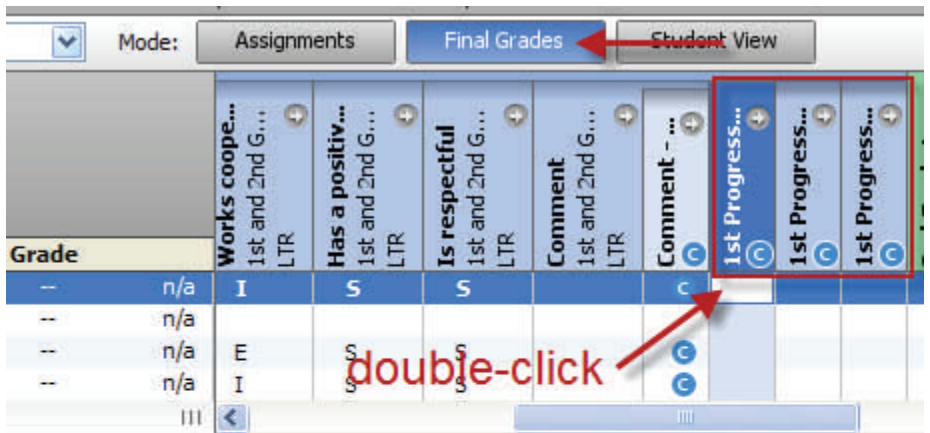 Mode: Assignments Final Grades Student View
Works coope...
1st and 2nd G...
LTR
Has a positiv...
1st and 2nd G...
LTR
Is respectful
1st and 2nd G...
LTR
Comment
1st and 2nd G...
LTR
Comment - ...
C
1st Progress...
C
1st Progress...
C
1st Progress...
C
Grade
-- n/a I S S C
-- n/a
-- n/a E S S C
-- n/a I S S C
double-click